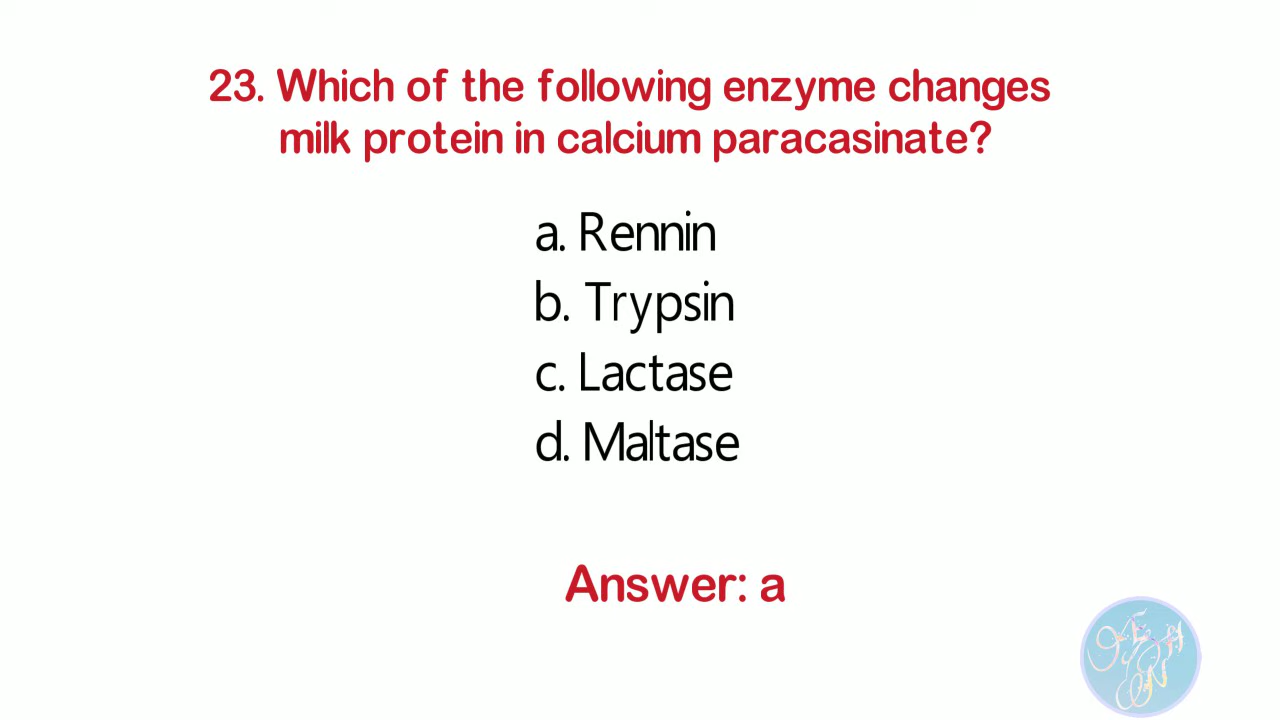 23. Which of the following enzyme changes
milk protein in calcium paracasinate?
a. Rennin
b. Trypsin
c. Lactase
d. Maltase
Answer: a